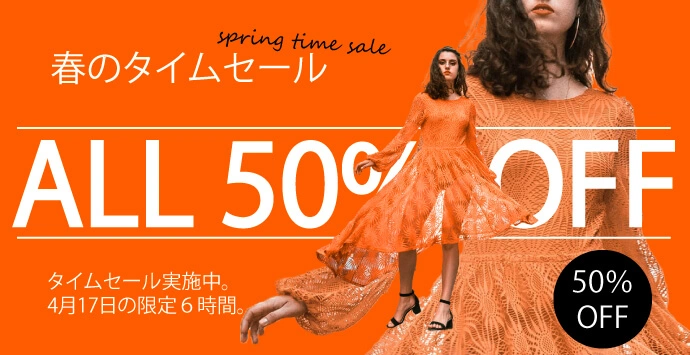 spring time sale
春のタイムセール
ALL 50% OFF
タイムセール実施中。
4月17日の限定６時間。
50%
OFF